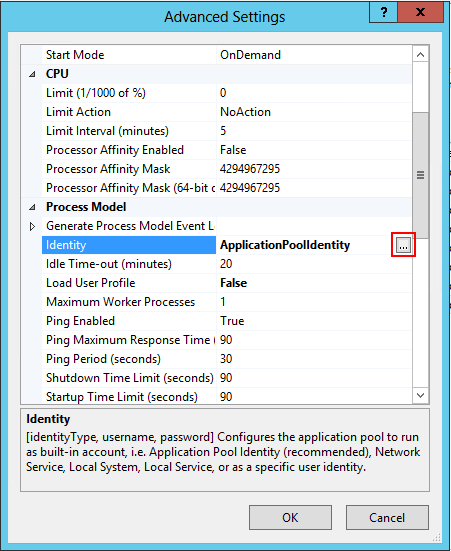 Advanced Settings
? X
Start Mode OnDemand
CPU
Limit (1/1000 of %) 0
Limit Action NoAction
Limit Interval (minutes) 5
Processor Affinity Enabled False
Processor Affinity Mask 4294967295
Processor Affinity Mask (64-bit o 4294967295
Process Model
Generate Process Model Event L
Identity ApplicationPoolIdentity ...
Idle Time-out (minutes) 20
Load User Profile False
Maximum Worker Processes 1
Ping Enabled True
Ping Maximum Response Time ( 90
Ping Period (seconds) 30
Shutdown Time Limit (seconds) 90
Startup Time Limit (seconds) 90
Identity
[identityType, username, password] Configures the application pool to run
as built-in account, i.e. Application Pool Identity (recommended), Network
Service, Local System, Local Service, or as a specific user identity.
OK Cancel